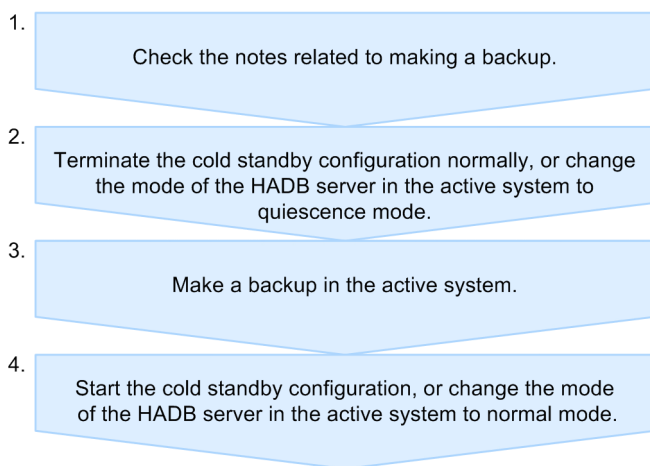 1.
Check the notes related to making a backup.
2.
Terminate the cold standby configuration normally, or change
the mode of the HADB server in the active system to
quiescence mode.
3.
Make a backup in the active system.
4.
Start the cold standby configuration, or change the mode
of the HADB server in the active system to normal mode.